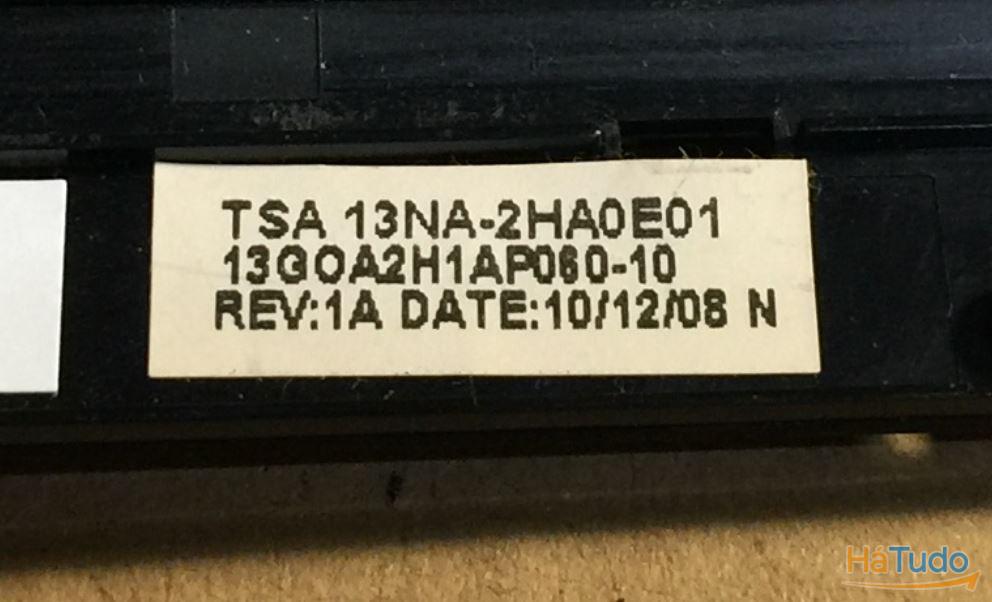 TSA 13NA-2HA0E01
13GOA2H1AP060-10
REV:1A DATE:10/12/08 N
HáTudo